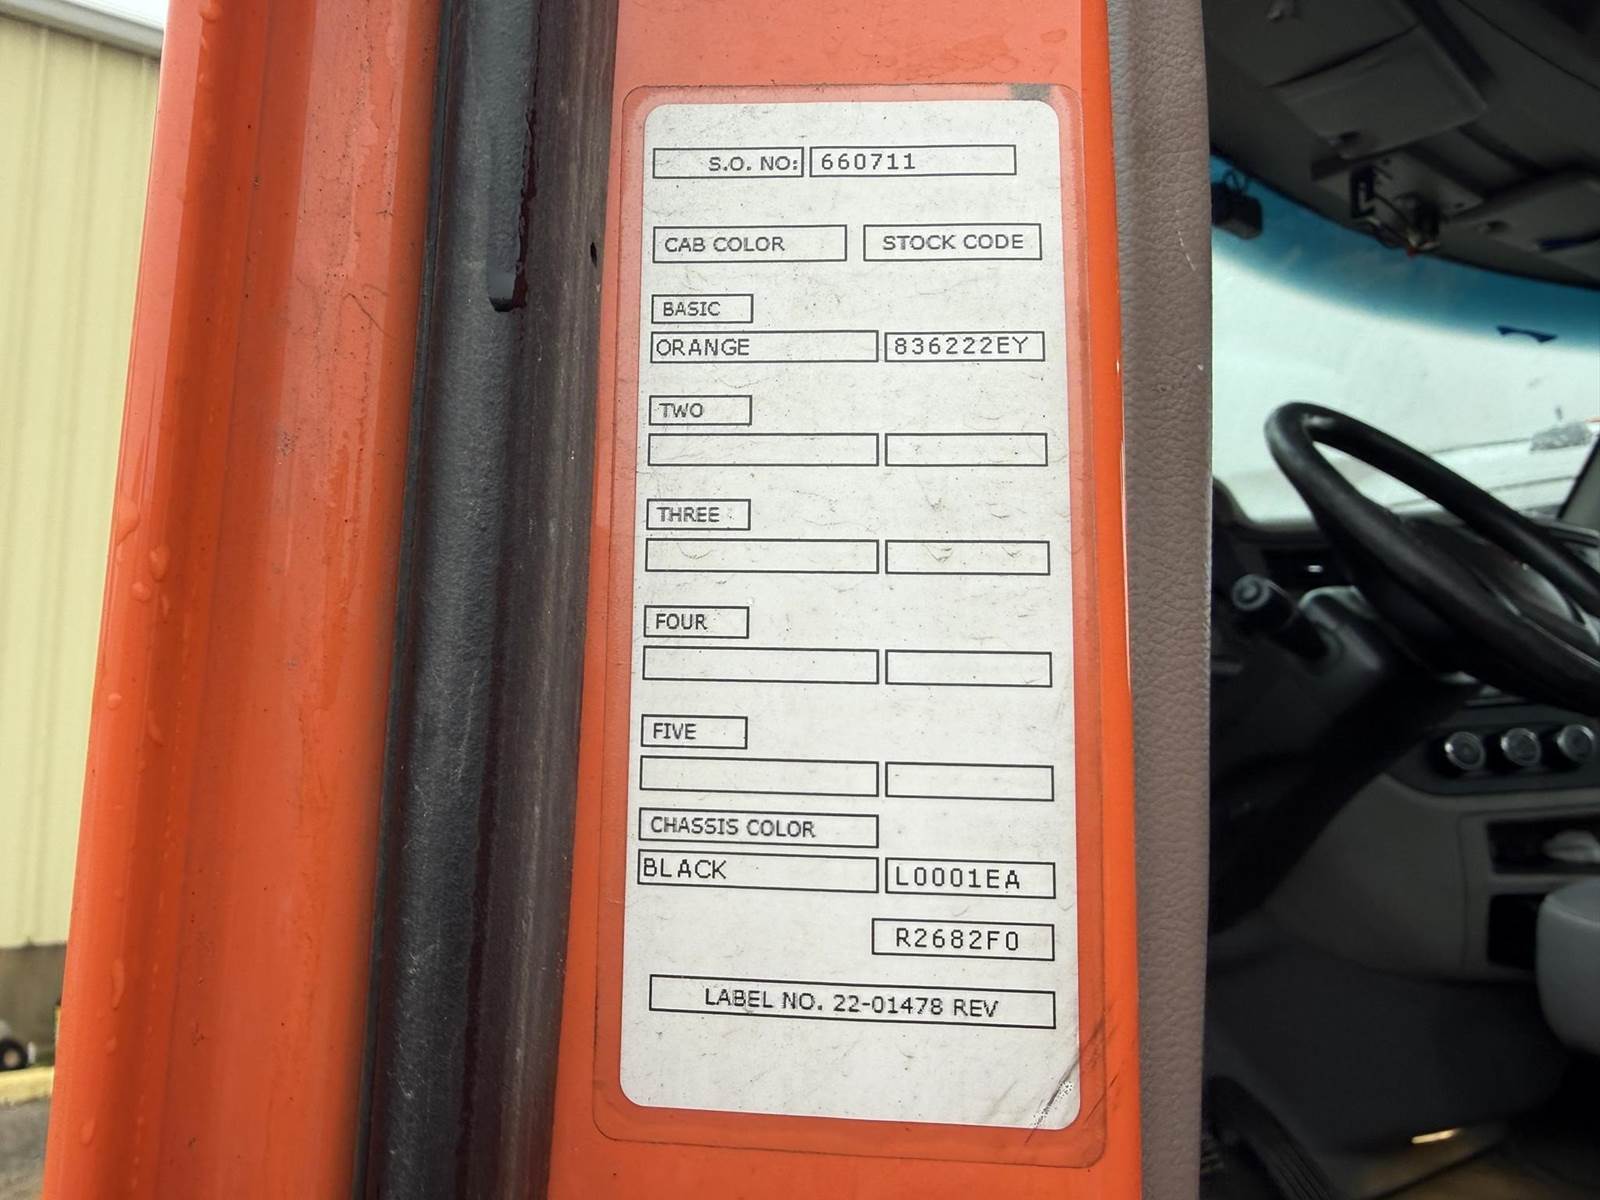 S.O. NO: 660711
CAB COLOR STOCK CODE
BASIC
ORANGE 836222EY
TWO
THREE
FOUR
FIVE
CHASSIS COLOR
BLACK L0001EA
R2682F0
LABEL NO. 22-01478 REV